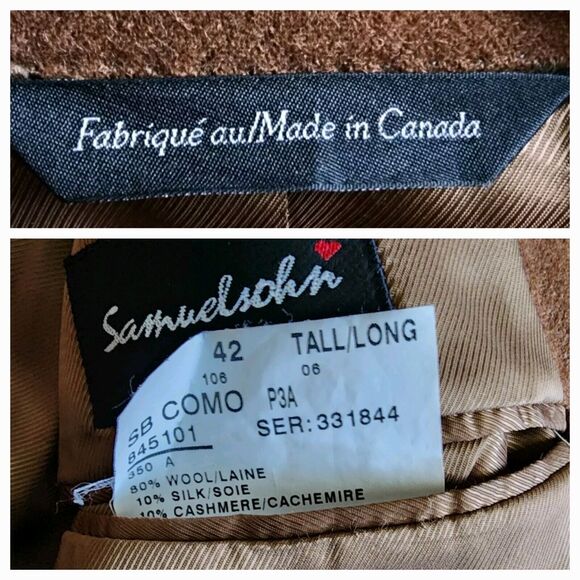 Fabriqué au/Made in Canada
Samuelsohn
42 TALL/LONG
106 06
SB COMO P3A
845101 SER:331844
350 A
80% WOOL/LAINE
10% SILK/SOIE
10% CASHMERE/CACHEMIRE